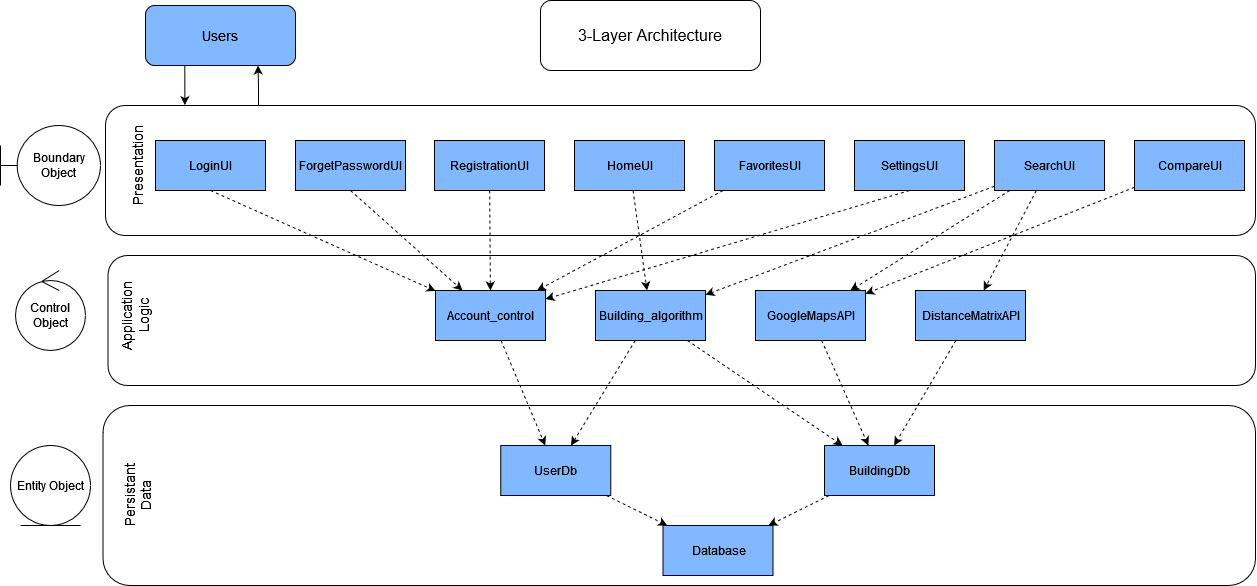 Users
3-Layer Architecture
Boundary
Object
Presentation
LoginUI
ForgetPasswordUI
RegistrationUI
HomeUI
FavoritesUI
SettingsUI
SearchUI
CompareUI
Control
Object
Application
Logic
Account_control
Building_algorithm
GoogleMapsAPI
DistanceMatrixAPI
Entity Object
Persistant
Data
UserDb
BuildingDb
Database